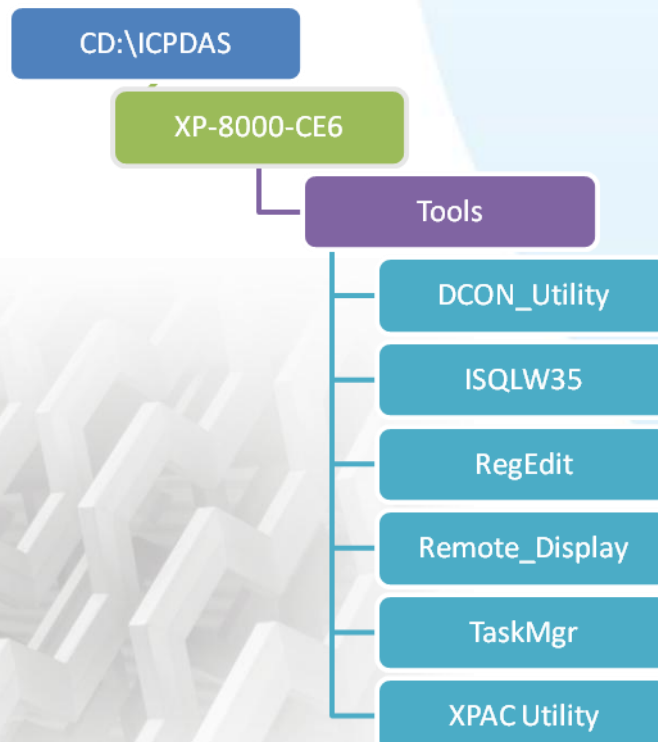 CD:\ICPDAS
XP-8000-CE6
Tools
DCON_Utility
ISQLW35
RegEdit
Remote_Display
TaskMgr
XPAC Utility